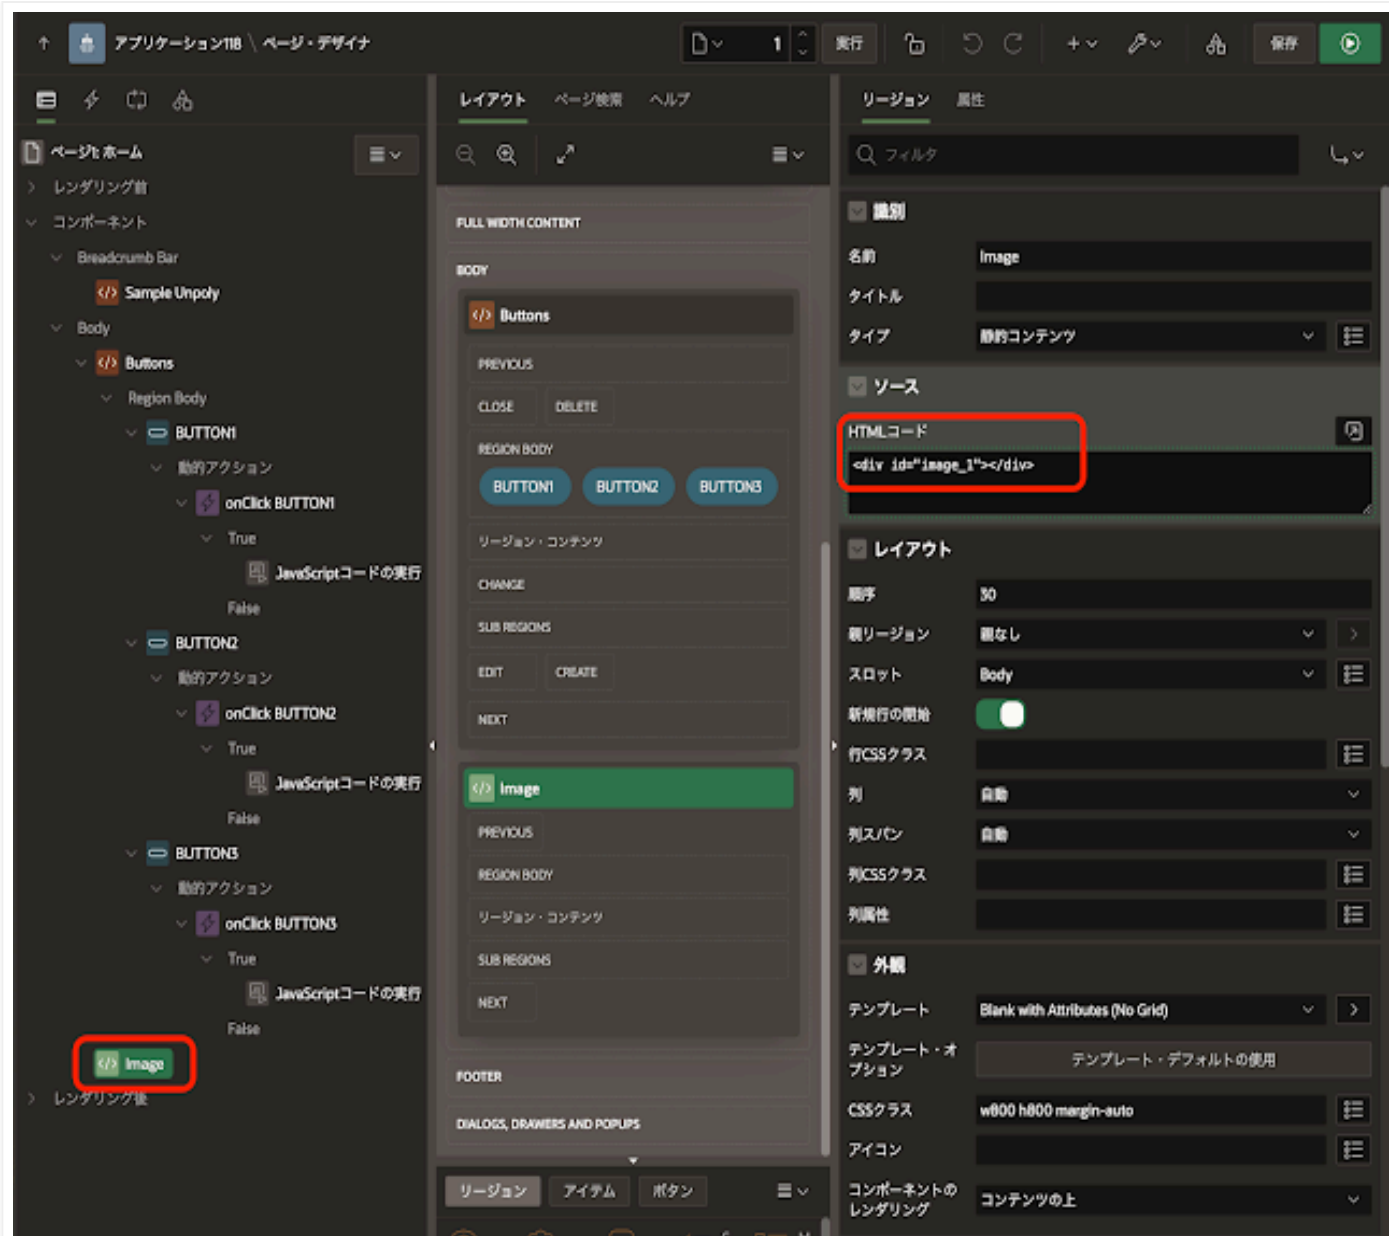 アプリケーション118 \ ページ・デザイナ
1
実行
保存
ページ1: ホーム
レンダリング前
コンポーネント
Breadcrumb Bar
Sample Unpoly
Body
Buttons
Region Body
BUTTON1
動的アクション
onClick BUTTON1
True
JavaScriptコードの実行
False
BUTTON2
動的アクション
onClick BUTTON2
True
JavaScriptコードの実行
False
BUTTON3
動的アクション
onClick BUTTON3
True
JavaScriptコードの実行
False
Image
レンダリング後
レイアウト ページ検索 ヘルプ
FULL WIDTH CONTENT
BODY
Buttons
PREVIOUS
CLOSE DELETE
REGION BODY
BUTTON1 BUTTON2 BUTTON3
リージョン・コンテンツ
CHANGE
SUB REGIONS
EDIT CREATE
NEXT
Image
PREVIOUS
REGION BODY
リージョン・コンテンツ
SUB REGIONS
NEXT
FOOTER
DIALOGS, DRAWERS AND POPUPS
リージョン アイテム ボタン
リージョン 属性
フィルタ
識別
名前 Image
タイトル
タイプ 静的コンテンツ
ソース
HTMLコード
<div id="image_1"></div>
レイアウト
順序 30
親リージョン 親なし
スロット Body
新規行の開始
行CSSクラス
列 自動
列スパン 自動
列CSSクラス
列属性
外観
テンプレート Blank with Attributes (No Grid)
テンプレート・オプション テンプレート・デフォルトの使用
CSSクラス w800 h800 margin-auto
アイコン
コンポーネントのレンダリング コンテンツの上